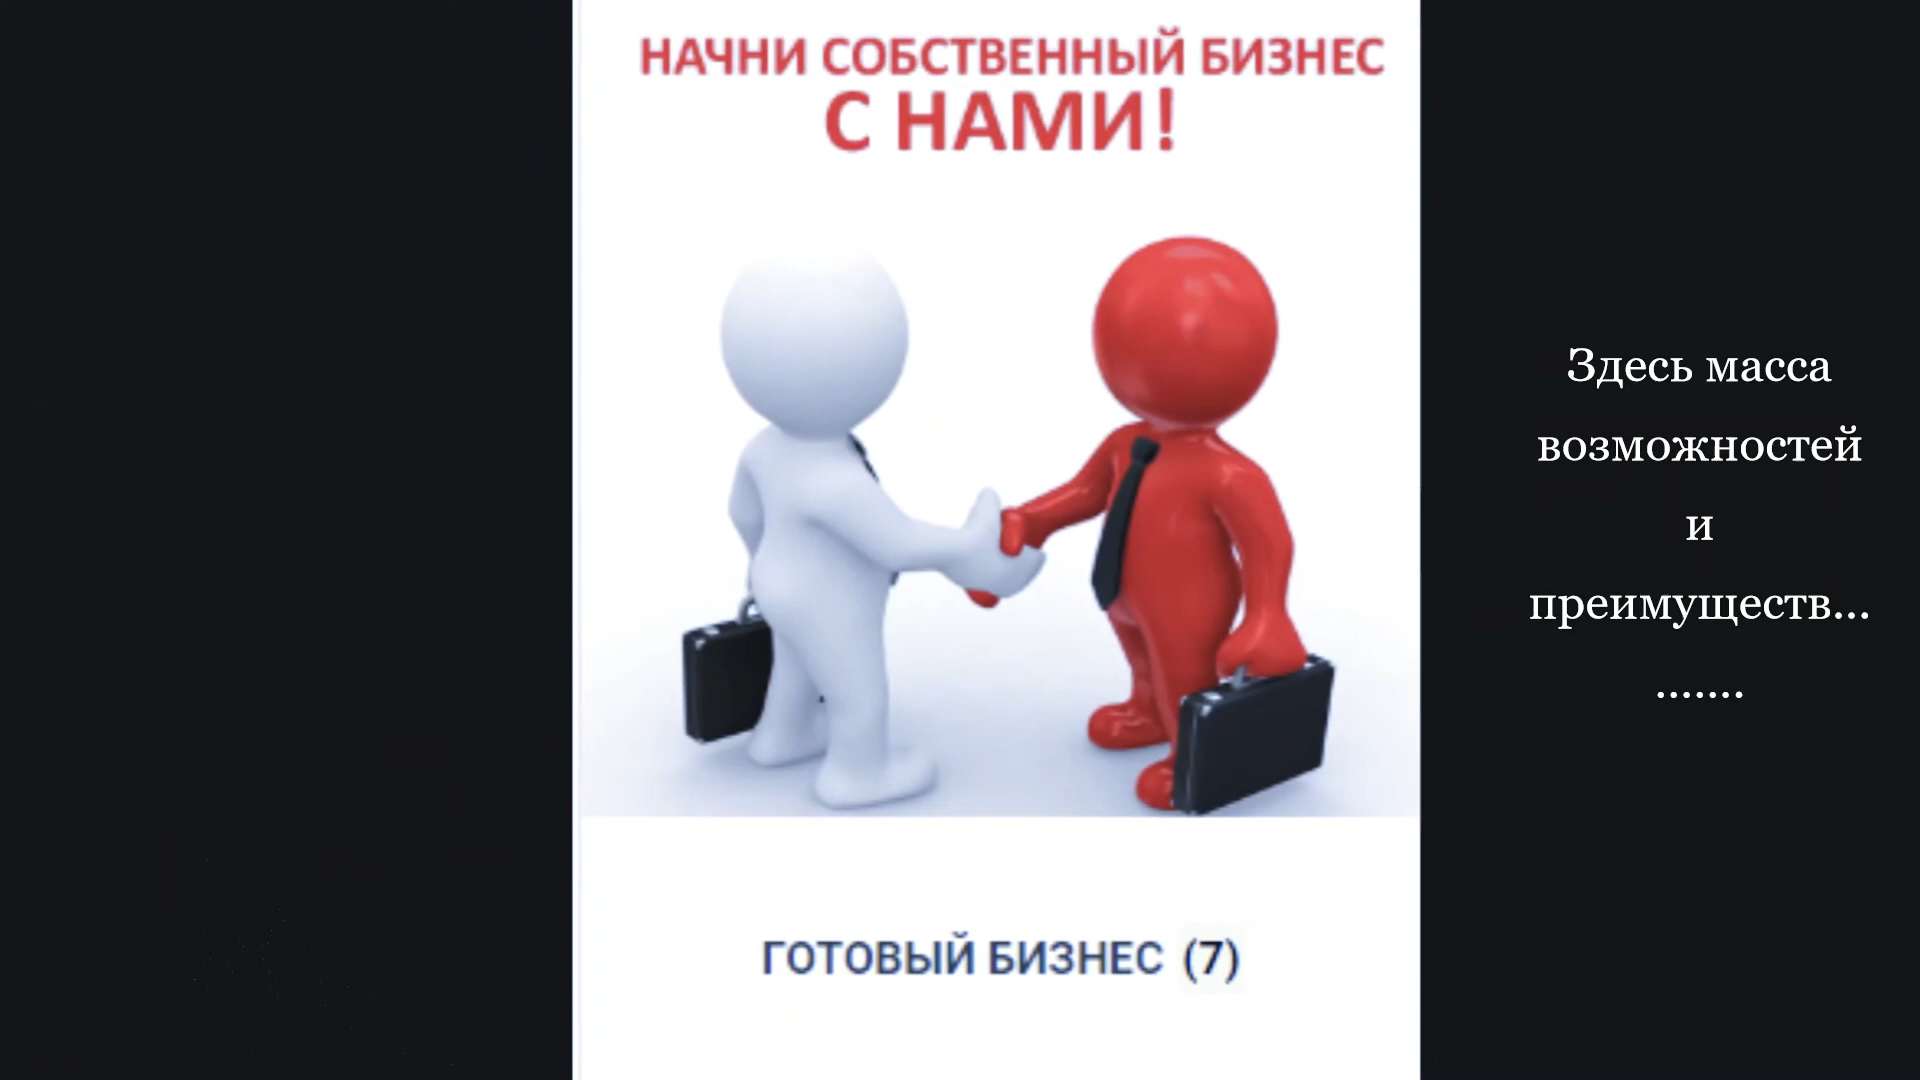 НАЧНИ СОБСТВЕННЫЙ БИЗНЕС
С НАМИ!
Здесь масса
возможностей
и
преимуществ...
.......
ГОТОВЫЙ БИЗНЕС (7)